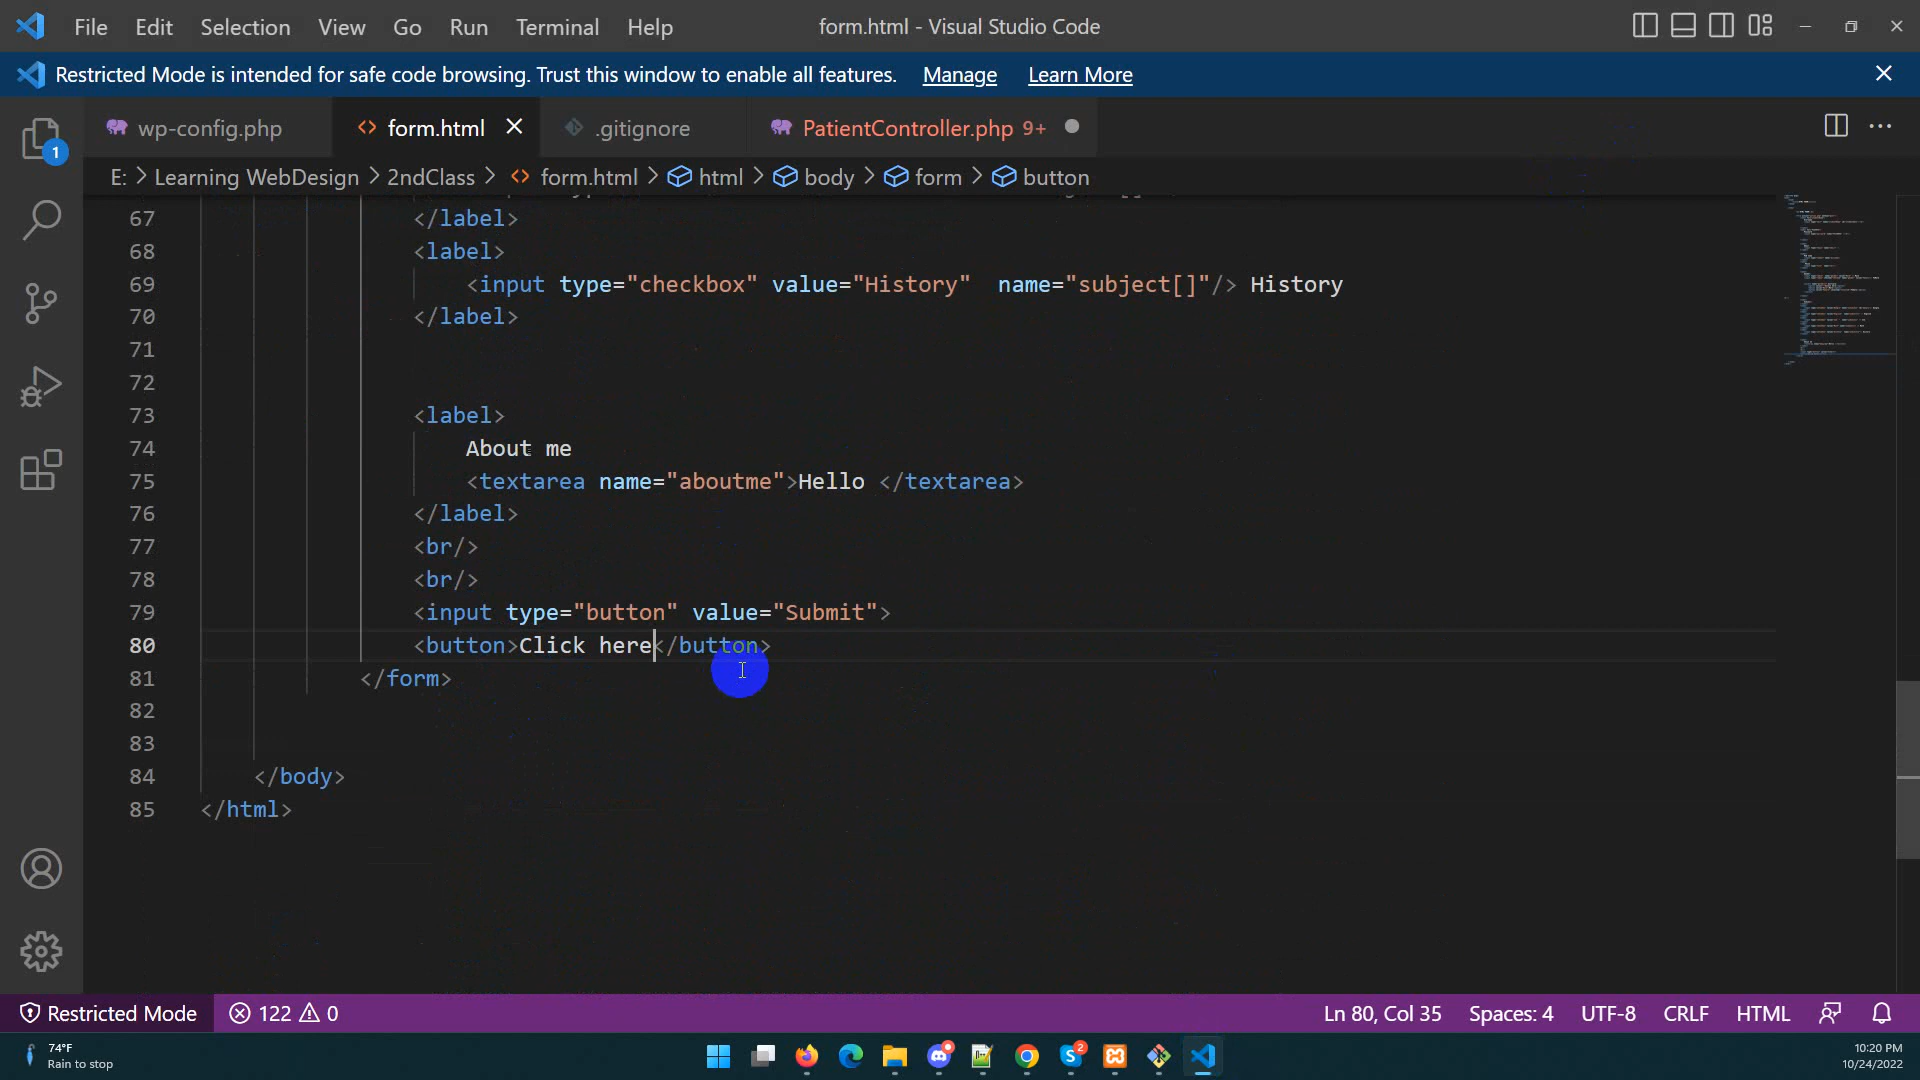 File Edit Selection View Go Run Terminal Help form.html - Visual Studio Code
Restricted Mode is intended for safe code browsing. Trust this window to enable all features. Manage Learn More
wp-config.php form.html .gitignore PatientController.php 9+
1
E: > Learning WebDesign > 2ndClass > form.html > html > body > form > button
67 </label>
68 <label>
69 <input type="checkbox" value="History"  name="subject[]"/> History
70 </label>
71
72
73 <label>
74 About me
75 <textarea name="aboutme">Hello </textarea>
76 </label>
77 <br/>
78 <br/>
79 <input type="button" value="Submit">
80 <button>Click here</button>
81 </form>
82
83
84 </body>
85 </html>
Restricted Mode 122 0 Ln 80, Col 35 Spaces: 4 UTF-8 CRLF HTML
74°F
Rain to stop
2
10:20 PM
10/24/2022